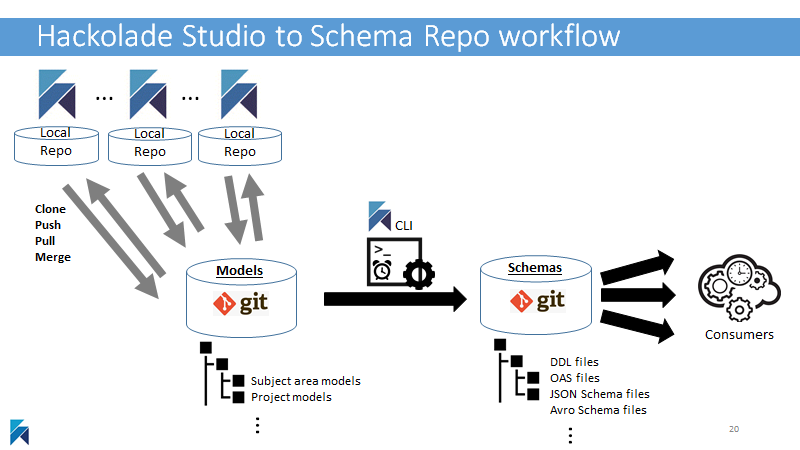 Hackolade Studio to Schema Repo workflow
... ...
Local
Repo
Local
Repo
Local
Repo
Clone
Push
Pull
Merge
CLI
>_
Models
git
Schemas
git
Consumers
Subject area models
Project models
DDL files
OAS files
JSON Schema files
Avro Schema files
20